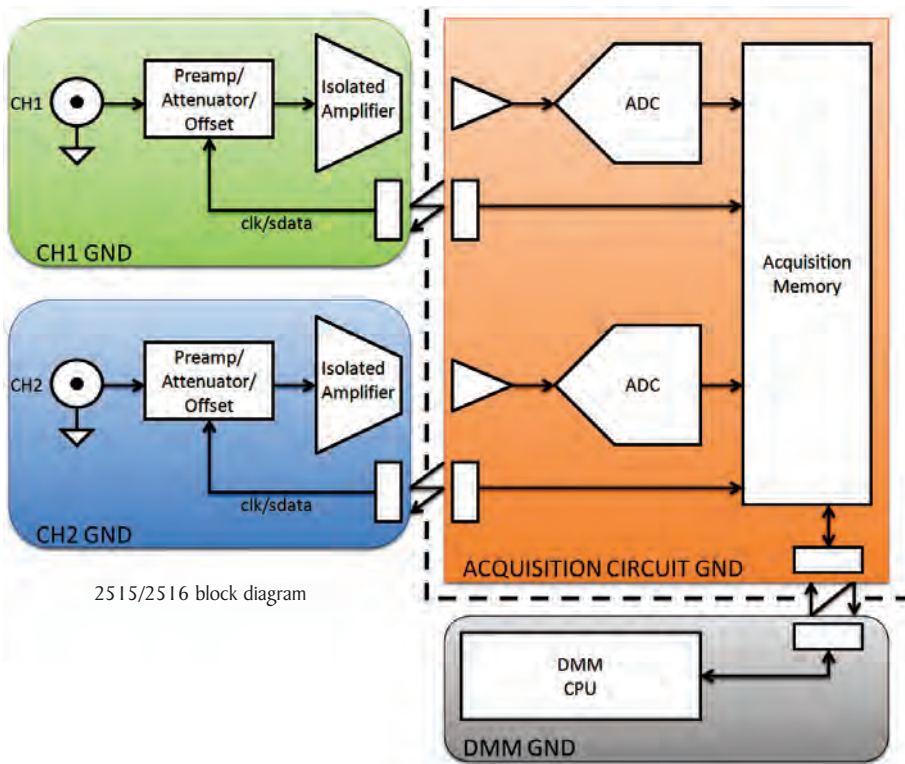 CH1
Preamp/
Attenuator/
Offset
Isolated
Amplifier
clk/sdata
CH1 GND
ADC
Acquisition
Memory
CH2
Preamp/
Attenuator/
Offset
Isolated
Amplifier
clk/sdata
CH2 GND
ADC
ACQUISITION CIRCUIT GND
2515/2516 block diagram
DMM
CPU
DMM GND